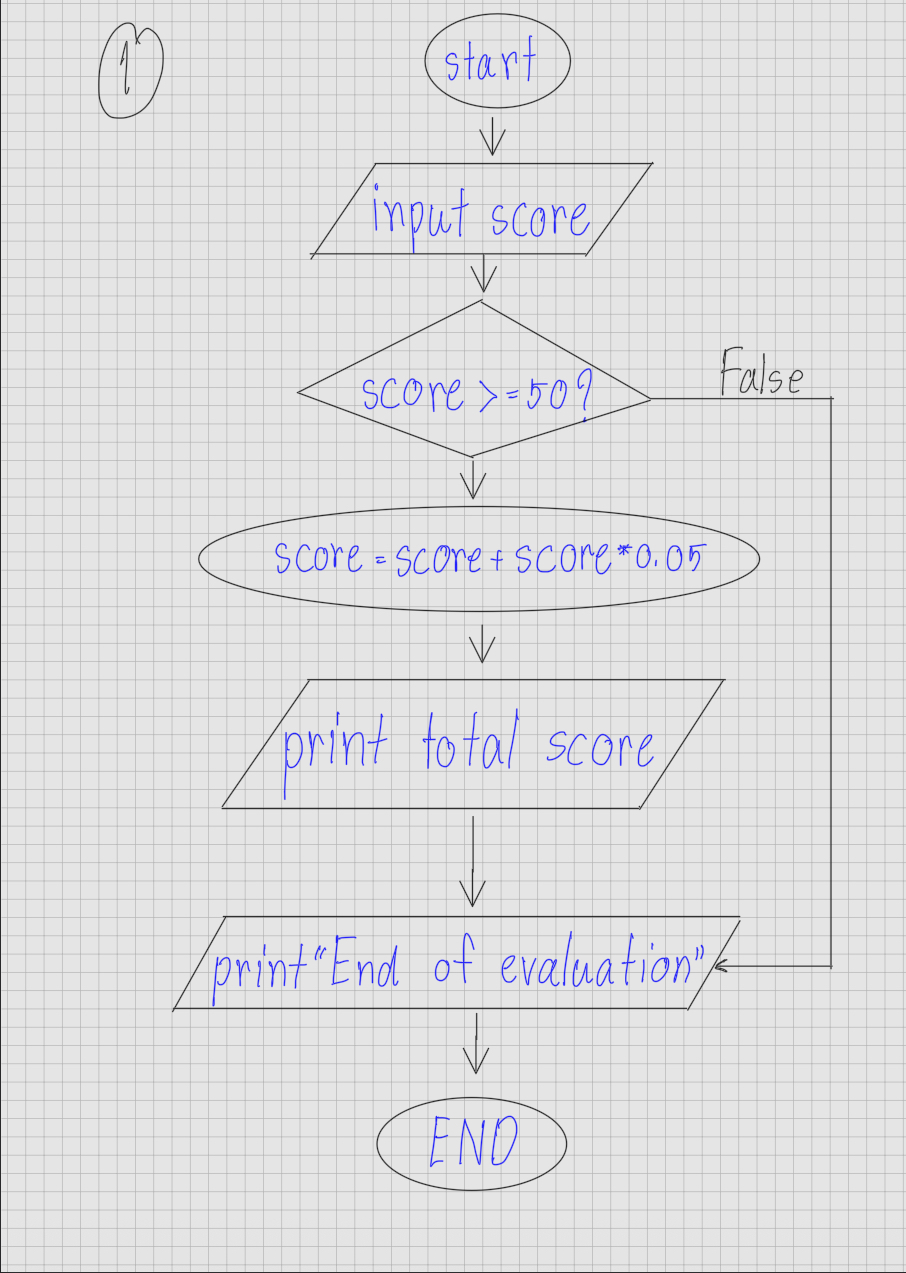 1
start
input score
score >= 50?
False
score = score + score * 0.05
print total score
print "End of evaluation"
END